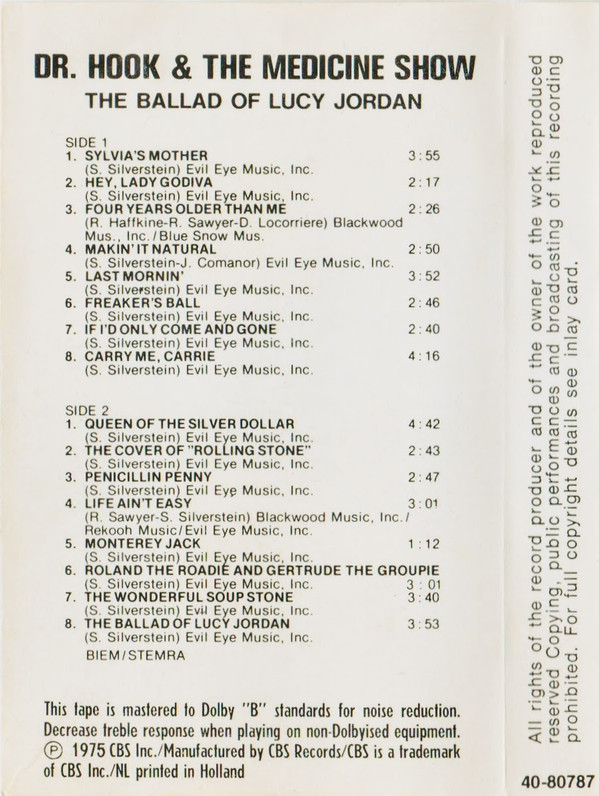 DR. HOOK & THE MEDICINE SHOW
THE BALLAD OF LUCY JORDAN
SIDE 1
1. SYLVIA'S MOTHER 3:55
(S. Silverstein) Evil Eye Music, Inc.
2. HEY, LADY GODIVA 2:17
(S. Silverstein) Evil Eye Music, Inc.
3. FOUR YEARS OLDER THAN ME 2:26
(R. Haffkine-R. Sawyer-D. Locorriere) Blackwood
Mus., Inc./Blue Snow Mus.
4. MAKIN' IT NATURAL 2:50
(S. Silverstein-J. Comanor) Evil Eye Music, Inc.
5. LAST MORNIN' 3:52
(S. Silverstein) Evil Eye Music, Inc.
6. FREAKER'S BALL 2:46
(S. Silverstein) Evil Eye Music, Inc.
7. IF I'D ONLY COME AND GONE 2:40
(S. Silverstein) Evil Eye Music, Inc.
8. CARRY ME, CARRIE 4:16
(S. Silverstein) Evil Eye Music, Inc.
SIDE 2
1. QUEEN OF THE SILVER DOLLAR 4:42
(S. Silverstein) Evil Eye Music, Inc.
2. THE COVER OF "ROLLING STONE" 2:43
(S. Silverstein) Evil Eye Music, Inc.
3. PENICILLIN PENNY 2:47
(S. Silverstein) Evil Eye Music, Inc.
4. LIFE AIN'T EASY 3:01
(R. Sawyer-S. Silverstein) Blackwood Music, Inc./
Rekooh Music/Evil Eye Music, Inc.
5. MONTEREY JACK 1:12
(S. Silverstein) Evil Eye Music, Inc.
6. ROLAND THE ROADIE AND GERTRUDE THE GROUPIE
(S. Silverstein) Evil Eye Music, Inc. 3:01
7. THE WONDERFUL SOUP STONE 3:40
(S. Silverstein) Evil Eye Music, Inc.
8. THE BALLAD OF LUCY JORDAN 3:53
(S. Silverstein) Evil Eye Music, Inc.
BIEM/STEMRA
This tape is mastered to Dolby "B" standards for noise reduction.
Decrease treble response when playing on non-Dolbyised equipment.
Ⓟ 1975 CBS Inc./Manufactured by CBS Records/CBS is a trademark
of CBS Inc./NL printed in Holland
All rights of the record producer and of the owner of the work reproduced
reserved Copying, public performances and broadcasting of this recording
prohibited. For full copyright details see inlay card.
40-80787